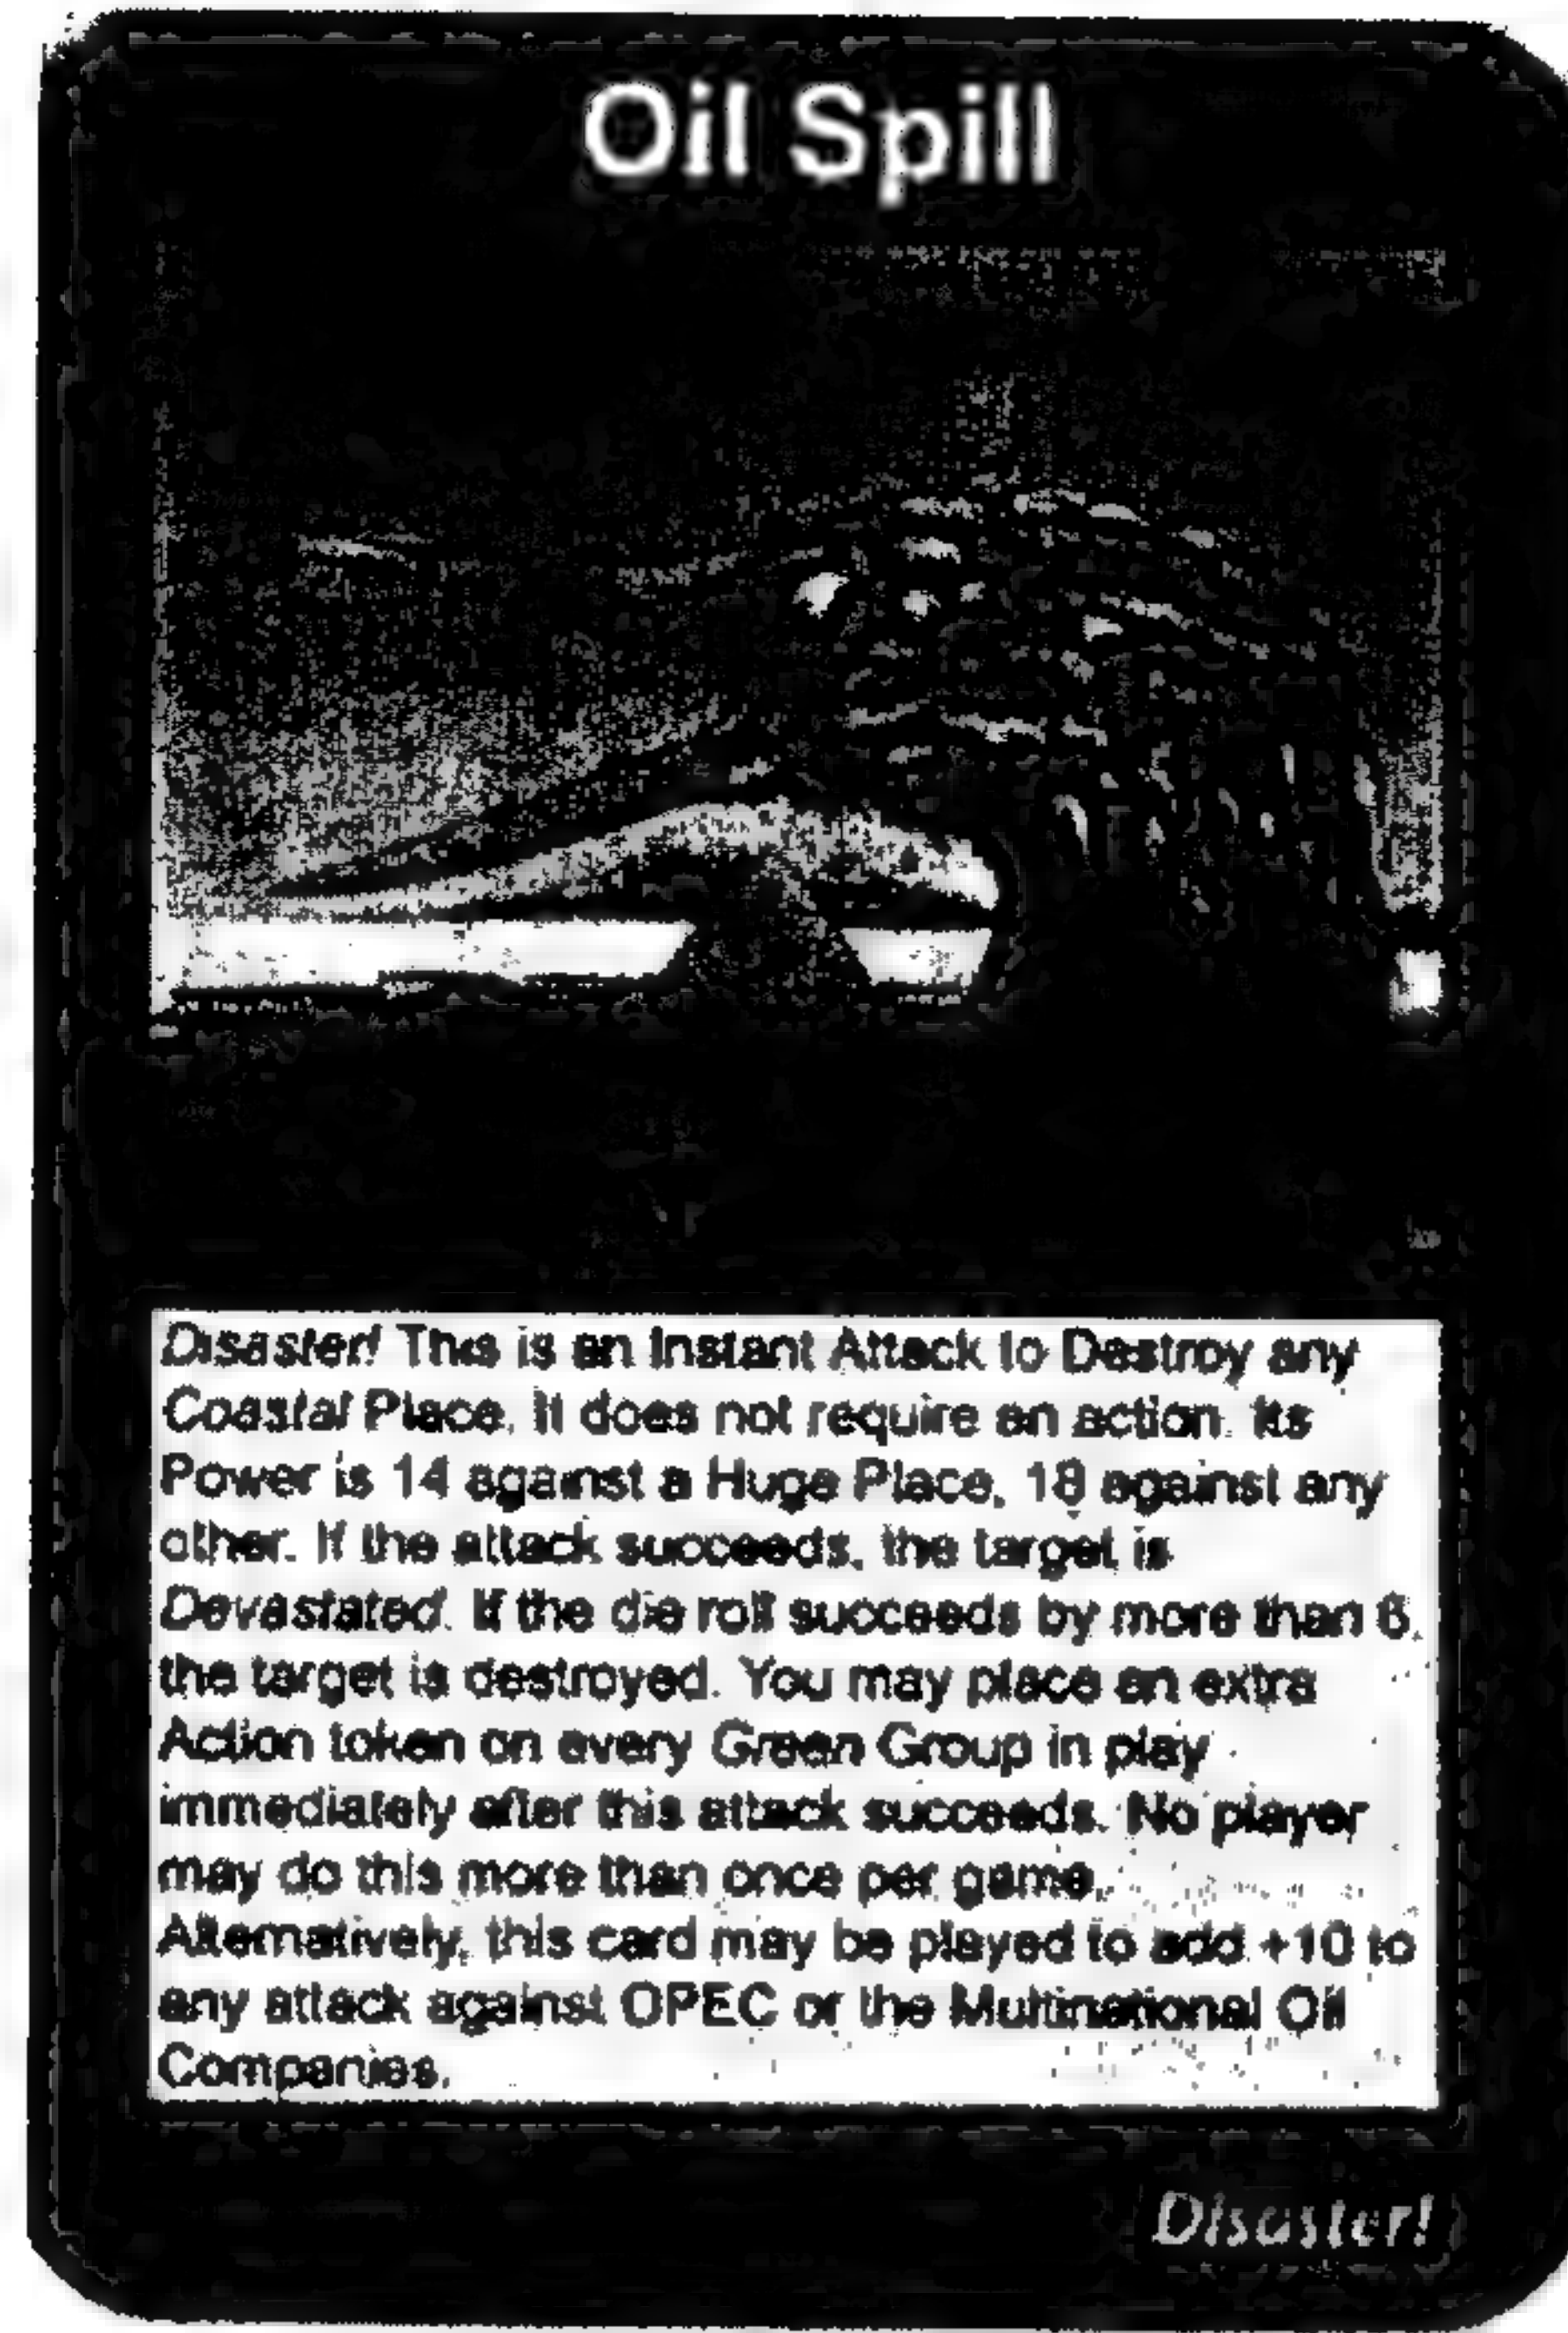 Oil Spill
Disaster! This is an Instant Attack to Destroy any
Coastal Place. It does not require an action. Its
Power is 14 against a Huge Place, 18 against any
other. If the attack succeeds, the target is
Devastated. If the die roll succeeds by more than 6,
the target is destroyed. You may place an extra
Action token on every Green Group in play
immediately after this attack succeeds. No player
may do this more than once per game.
Alternatively, this card may be played to add +10 to
any attack against OPEC or the Multinational Oil
Companies.
Disaster!